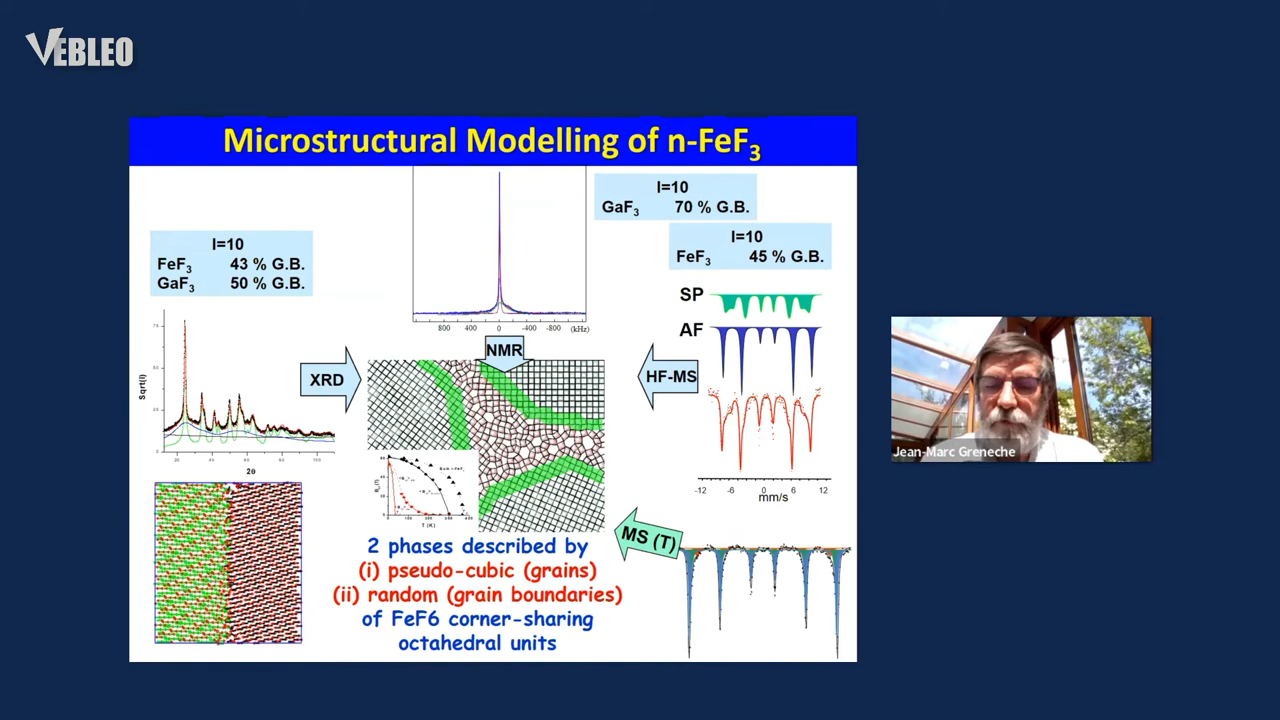 VEBLEO
Microstructural Modelling of n-FeF3
l=10
GaF3 70 % G.B.
l=10
FeF3 45 % G.B.
l=10
FeF3 43 % G.B.
GaF3 50 % G.B.
800 400 0 -400 -800 (kHz)
SP
AF
NMR
XRD
HF-MS
Sqrt(I)
2θ
T (K)
-12 -6 0 6 12
mm/s
MS (T)
2 phases described by
(i) pseudo-cubic (grains)
(ii) random (grain boundaries)
of FeF6 corner-sharing
octahedral units
Jean-Marc Greneche